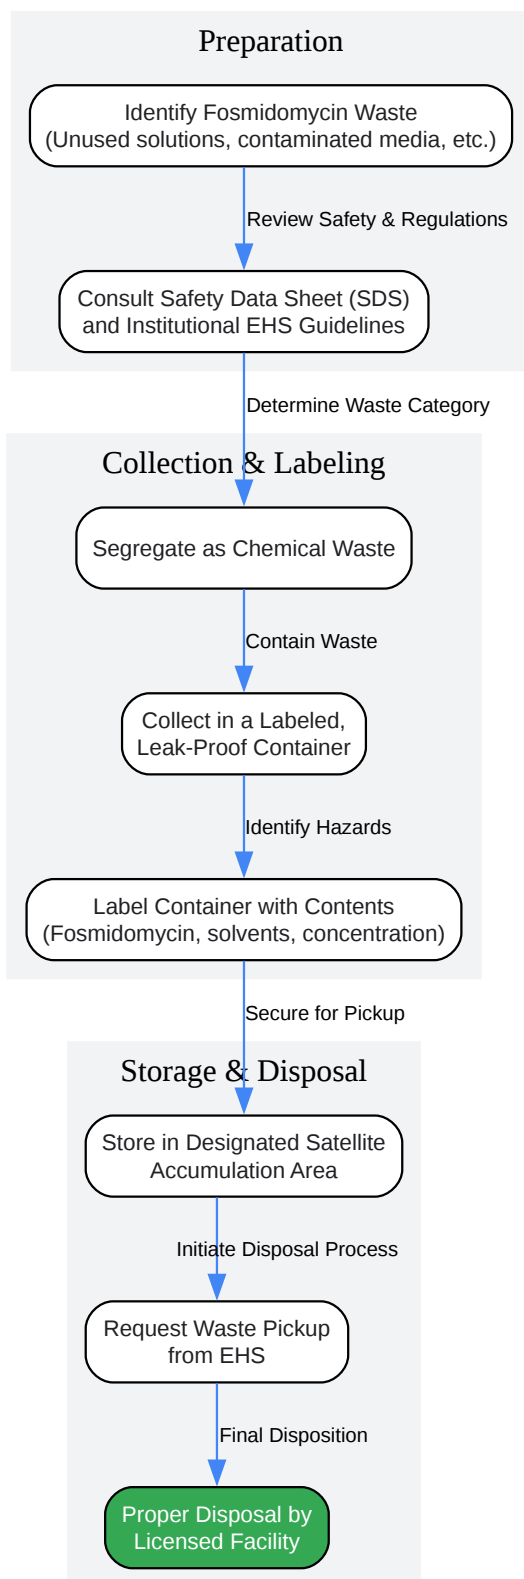 Preparation
Identify Fosmidomycin Waste
(Unused solutions, contaminated media, etc.)
Review Safety & Regulations
Consult Safety Data Sheet (SDS)
and Institutional EHS Guidelines
Determine Waste Category
Collection & Labeling
Segregate as Chemical Waste
Contain Waste
Collect in a Labeled,
Leak-Proof Container
Identify Hazards
Label Container with Contents
(Fosmidomycin, solvents, concentration)
Secure for Pickup
Storage & Disposal
Store in Designated Satellite
Accumulation Area
Initiate Disposal Process
Request Waste Pickup
from EHS
Final Disposition
Proper Disposal by
Licensed Facility